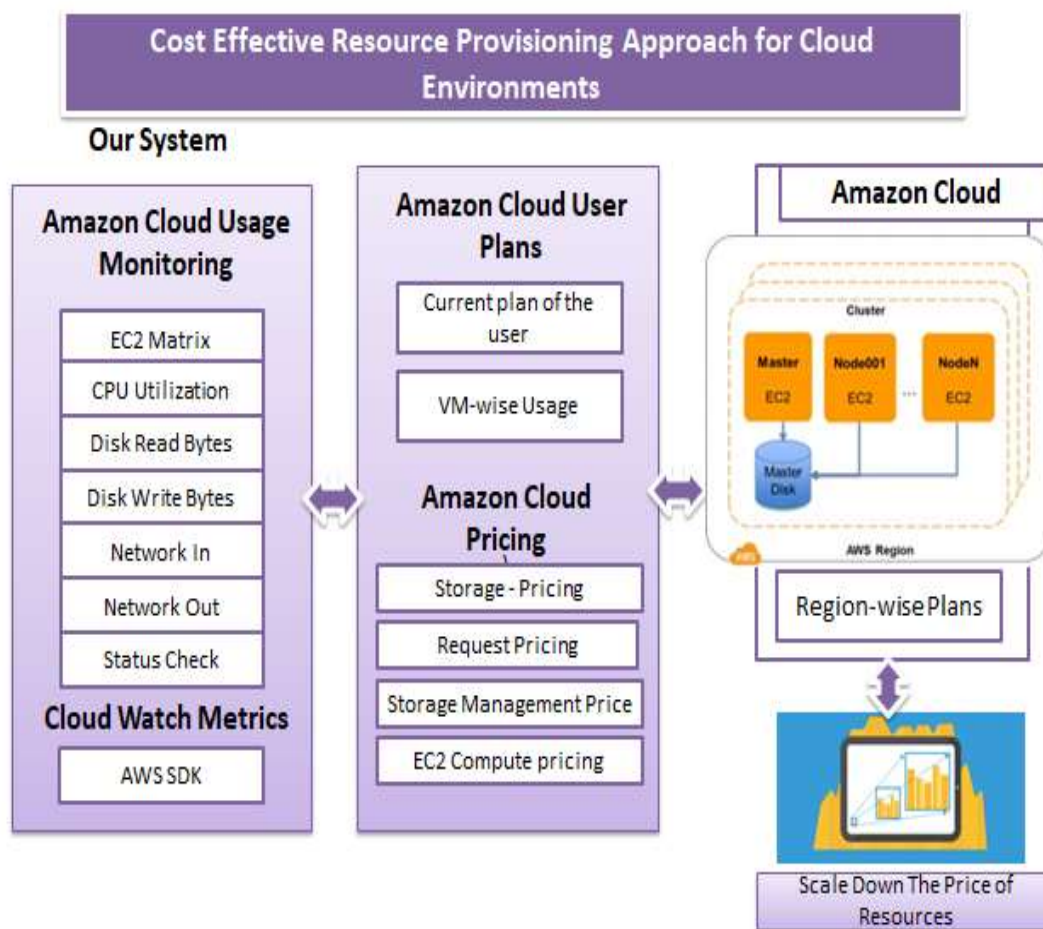 Cost Effective Resource Provisioning Approach for Cloud
Environments
Our System
Amazon Cloud Usage
Monitoring
EC2 Matrix
CPU Utilization
Disk Read Bytes
Disk Write Bytes
Network In
Network Out
Status Check
Cloud Watch Metrics
AWS SDK
Amazon Cloud User
Plans
Current plan of the
user
VM-wise Usage
Amazon Cloud
Pricing
Storage - Pricing
Request Pricing
Storage Management Price
EC2 Compute pricing
Amazon Cloud
Cluster
Master
EC2
Node001
EC2
...
NodeN
EC2
Master
Disk
AWS
AWS Region
Region-wise Plans
Scale Down The Price of
Resources